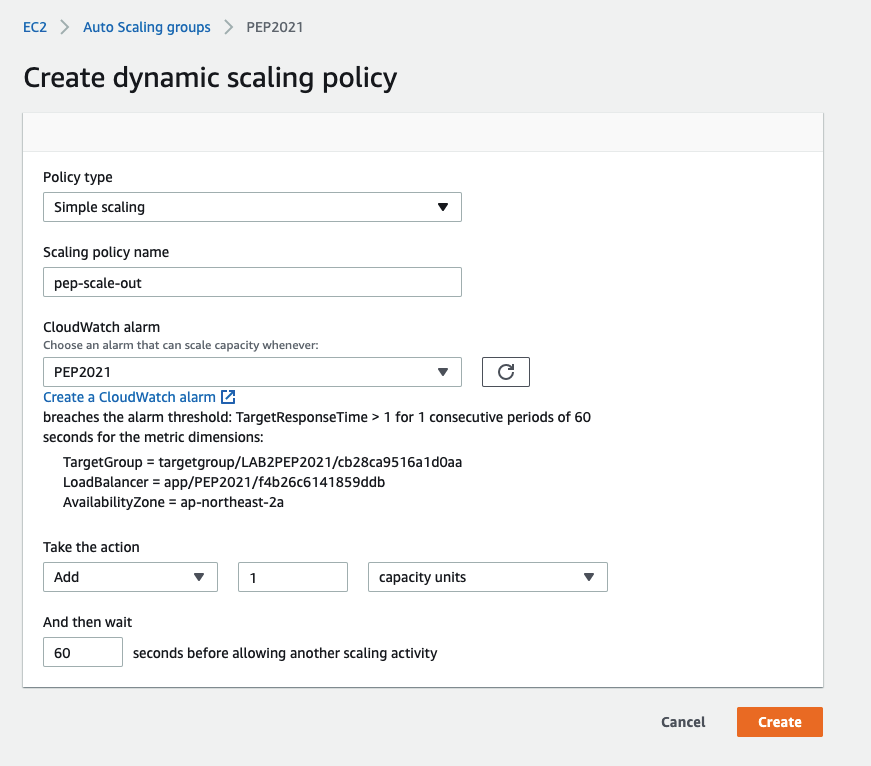 EC2 > Auto Scaling groups > PEP2021
Create dynamic scaling policy
Policy type
Simple scaling
Scaling policy name
pep-scale-out
CloudWatch alarm
Choose an alarm that can scale capacity whenever:
PEP2021
Create a CloudWatch alarm
breaches the alarm threshold: TargetResponseTime > 1 for 1 consecutive periods of 60
seconds for the metric dimensions:
TargetGroup = targetgroup/LAB2PEP2021/cb28ca9516a1d0aa
LoadBalancer = app/PEP2021/f4b26c6141859ddb
AvailabilityZone = ap-northeast-2a
Take the action
Add 1 capacity units
And then wait
60 seconds before allowing another scaling activity
Cancel Create